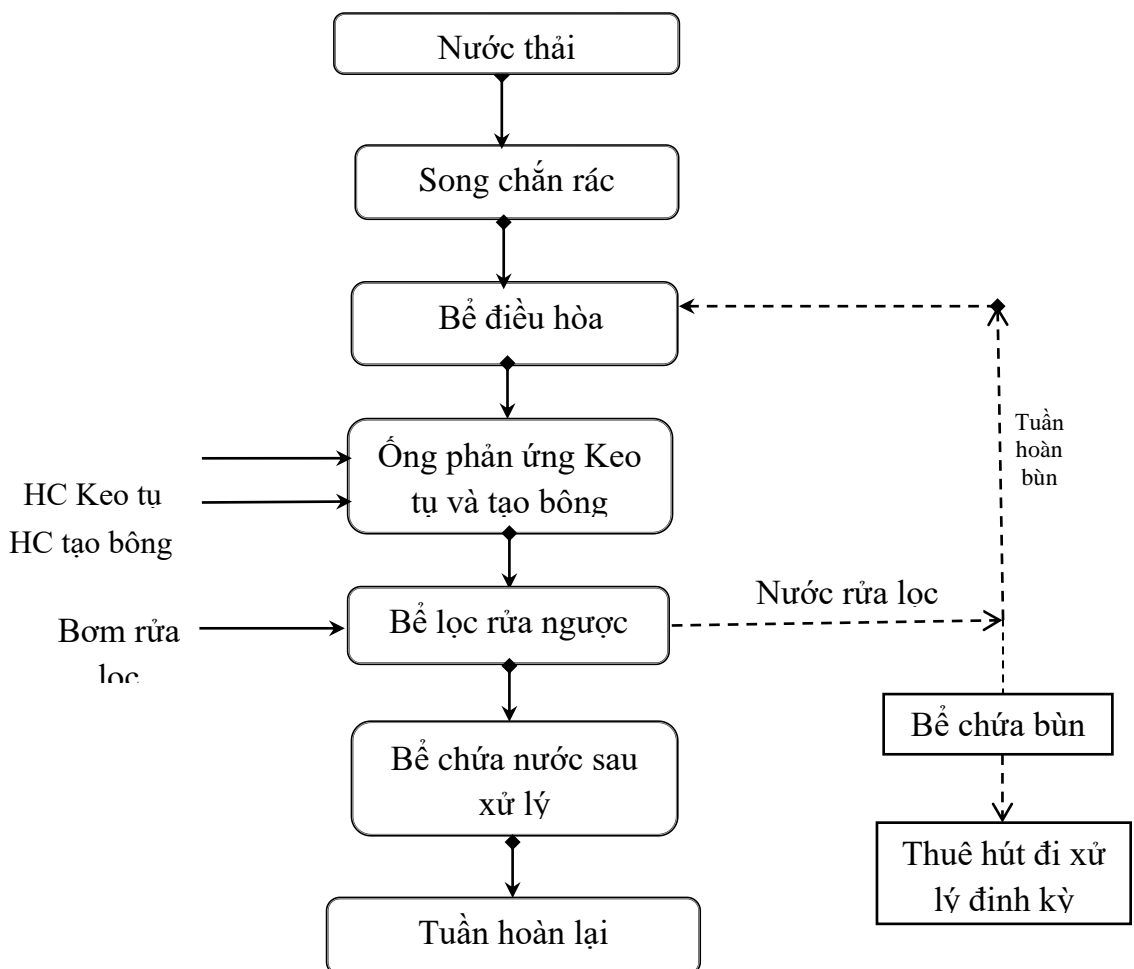 Nước thải
Song chắn rác
Bể điều hòa
Tuần
hoàn
bùn
Ống phản ứng Keo
tụ và tạo bông
HC Keo tụ
HC tạo bông
Nước rửa lọc
Bể lọc rửa ngược
Bơm rửa
lọc
Bể chứa bùn
Bể chứa nước sau
xử lý
Thuê hút đi xử
lý định kỳ
Tuần hoàn lại